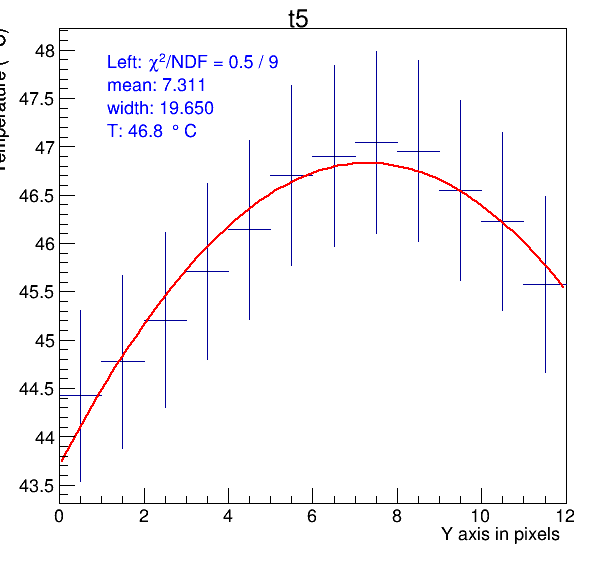 t5
Left: χ²/NDF = 0.5 / 9
mean: 7.311
width: 19.650
T: 46.8 ° C
48
47.5
47
46.5
46
45.5
45
44.5
44
43.5
0 2 4 6 8 10 12
Y axis in pixels